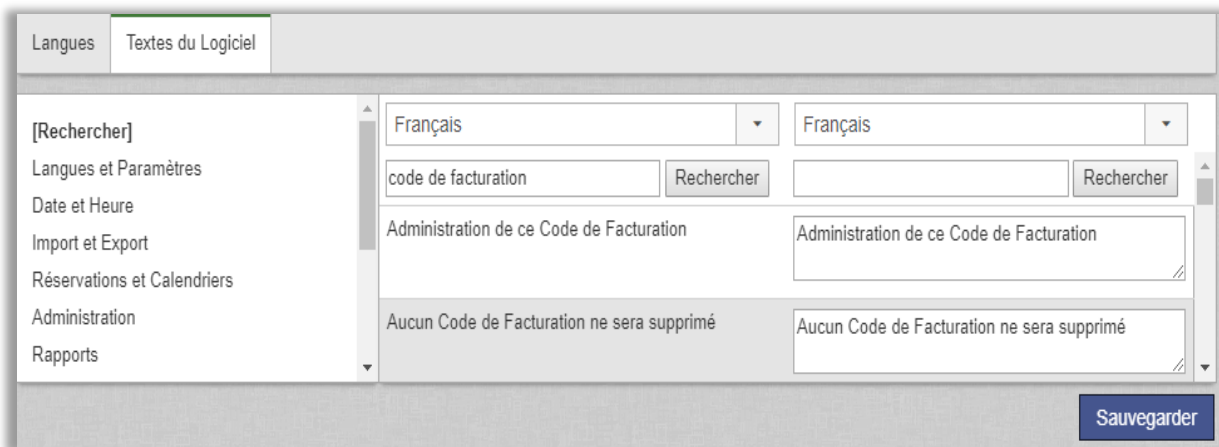 Langues
Textes du Logiciel
[Rechercher]
Langues et Paramètres
Date et Heure
Import et Export
Réservations et Calendriers
Administration
Rapports
Français
Français
code de facturation
Rechercher
Rechercher
Administration de ce Code de Facturation
Administration de ce Code de Facturation
Aucun Code de Facturation ne sera supprimé
Aucun Code de Facturation ne sera supprimé
Sauvegarder